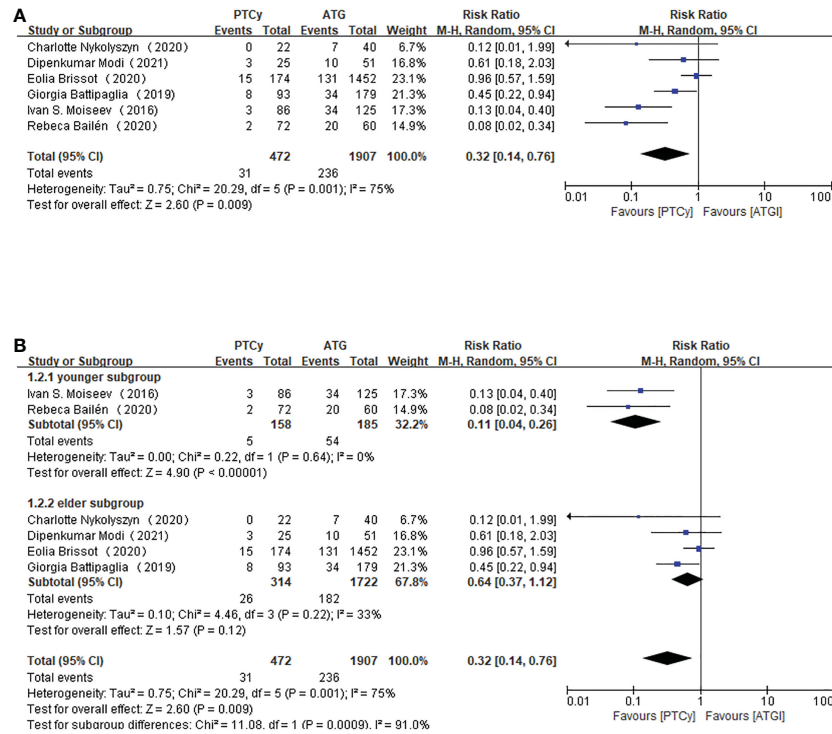 A
PTCy ATG Risk Ratio Risk Ratio
Study or Subgroup Events Total Events Total Weight M-H, Random, 95% CI M-H, Random, 95% CI
Charlotte Nykolyszyn (2020) 0 22 7 40 6.7% 0.12 [0.01, 1.99]
Dipenkumar Modi (2021) 3 25 10 51 16.8% 0.61 [0.18, 2.03]
Eolia Brissot (2020) 15 174 131 1452 23.1% 0.96 [0.57, 1.59]
Giorgia Battipaglia (2019) 8 93 34 179 21.3% 0.45 [0.22, 0.94]
Ivan S. Moiseev (2016) 3 86 34 125 17.3% 0.13 [0.04, 0.40]
Rebeca Bailén (2020) 2 72 20 60 14.9% 0.08 [0.02, 0.34]
Total (95% CI) 472 1907 100.0% 0.32 [0.14, 0.76]
Total events 31 236
Heterogeneity: Tau² = 0.75; Chi² = 20.29, df = 5 (P = 0.001); I² = 75%
Test for overall effect: Z = 2.60 (P = 0.009)
0.01 0.1 1 10 100
Favours [PTCy] Favours [ATGI]
B
PTCy ATG Risk Ratio Risk Ratio
Study or Subgroup Events Total Events Total Weight M-H, Random, 95% CI M-H, Random, 95% CI
1.2.1 younger subgroup
Ivan S. Moiseev (2016) 3 86 34 125 17.3% 0.13 [0.04, 0.40]
Rebeca Bailén (2020) 2 72 20 60 14.9% 0.08 [0.02, 0.34]
Subtotal (95% CI) 158 185 32.2% 0.11 [0.04, 0.26]
Total events 5 54
Heterogeneity: Tau² = 0.00; Chi² = 0.22, df = 1 (P = 0.64); I² = 0%
Test for overall effect: Z = 4.90 (P < 0.00001)
1.2.2 elder subgroup
Charlotte Nykolyszyn (2020) 0 22 7 40 6.7% 0.12 [0.01, 1.99]
Dipenkumar Modi (2021) 3 25 10 51 16.8% 0.61 [0.18, 2.03]
Eolia Brissot (2020) 15 174 131 1452 23.1% 0.96 [0.57, 1.59]
Giorgia Battipaglia (2019) 8 93 34 179 21.3% 0.45 [0.22, 0.94]
Subtotal (95% CI) 314 1722 67.8% 0.64 [0.37, 1.12]
Total events 26 182
Heterogeneity: Tau² = 0.10; Chi² = 4.46, df = 3 (P = 0.22); I² = 33%
Test for overall effect: Z = 1.57 (P = 0.12)
Total (95% CI) 472 1907 100.0% 0.32 [0.14, 0.76]
Total events 31 236
Heterogeneity: Tau² = 0.75; Chi² = 20.29, df = 5 (P = 0.001); I² = 75%
Test for overall effect: Z = 2.60 (P = 0.009)
Test for subgroup differences: Chi² = 11.08, df = 1 (P = 0.0009), I² = 91.0%
0.01 0.1 1 10 100
Favours [PTCy] Favours [ATGI]